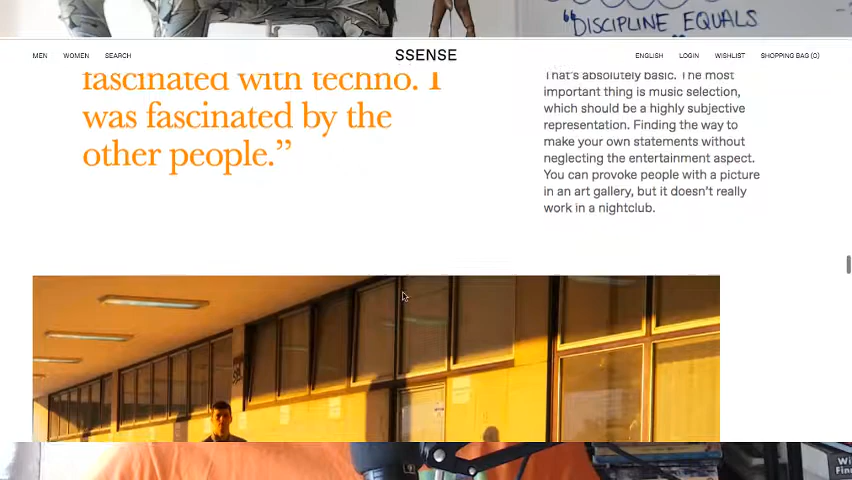 "DISCIPLINE EQUALS
MEN WOMEN SEARCH
SSENSE
ENGLISH LOGIN WISHLIST SHOPPING BAG (0)
fascinated with techno. I
was fascinated by the
other people.”
That's absolutely basic. The most
important thing is music selection,
which should be a highly subjective
representation. Finding the way to
make your own statements without
neglecting the entertainment aspect.
You can provoke people with a picture
in an art gallery, but it doesn't really
work in a nightclub.